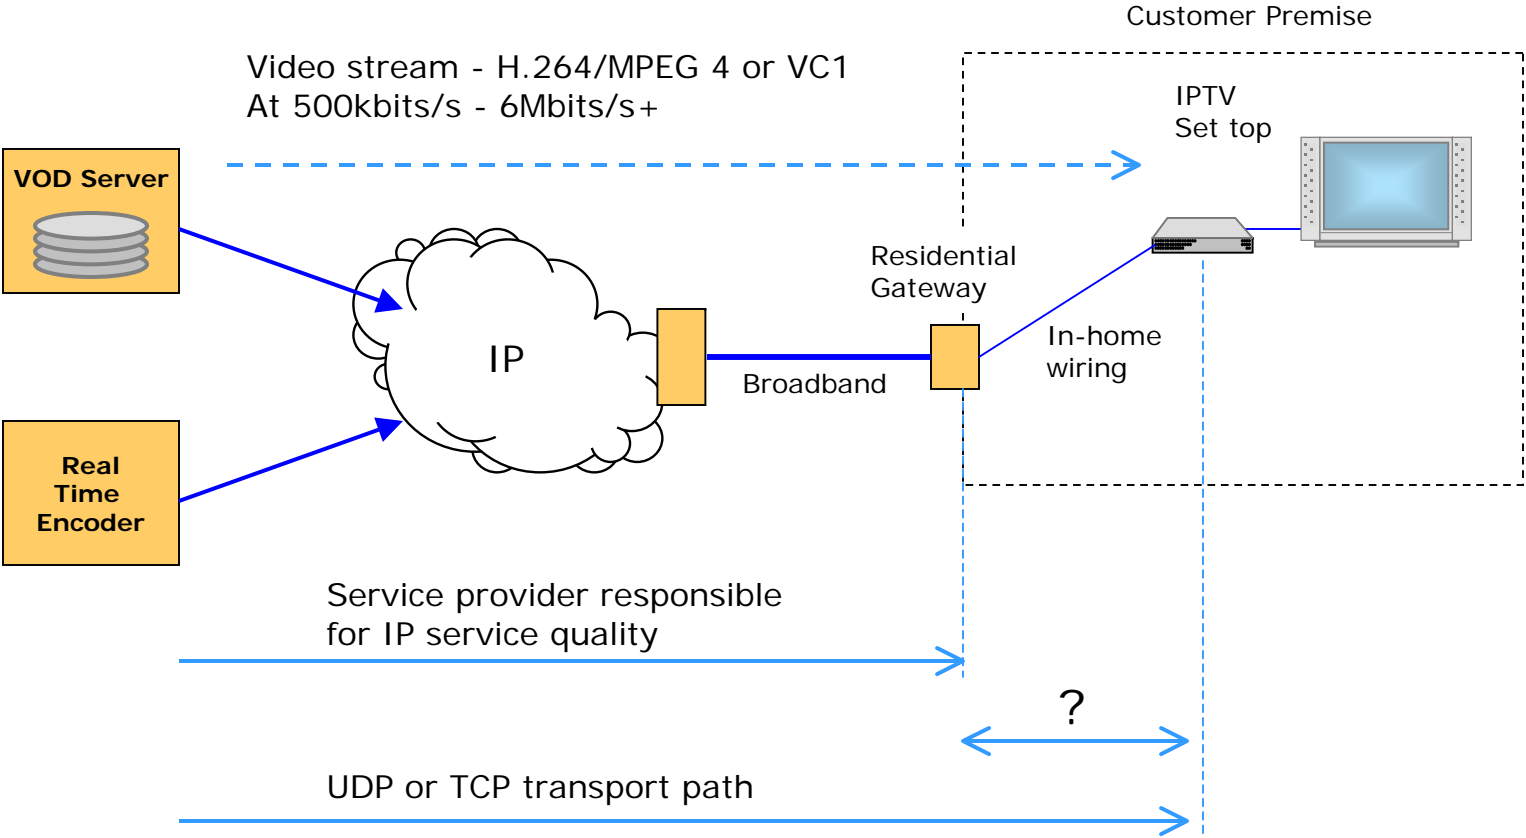 Customer Premise
Video stream - H.264/MPEG 4 or VC1
At 500kbits/s - 6Mbits/s+
IPTV
Set top
VOD Server
Residential
Gateway
In-home
wiring
IP
Broadband
Real
Time
Encoder
Service provider responsible
for IP service quality
?
UDP or TCP transport path